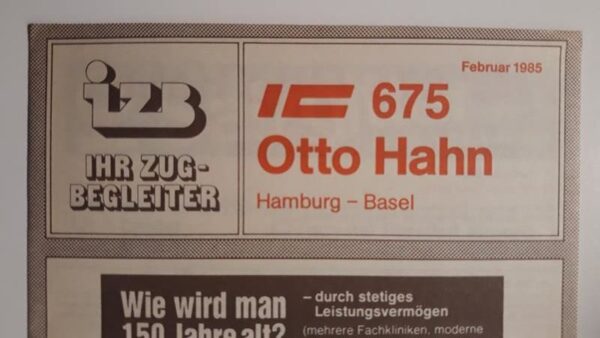 izb
IHR ZUG-
BEGLEITER
Februar 1985
IC 675
Otto Hahn
Hamburg – Basel
Wie wird man
150 Jahre alt?
– durch stetiges
Leistungsvermögen
(mehrere Fachkliniken, moderne